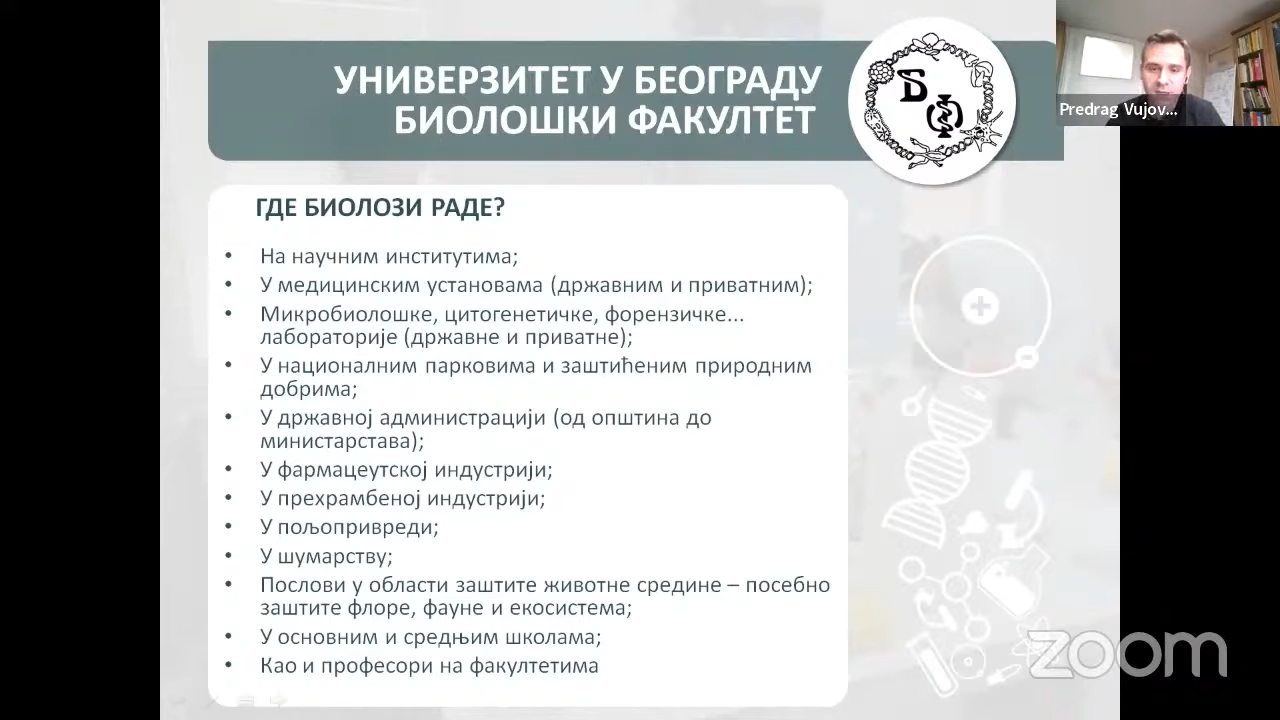 УНИВЕРЗИТЕТ У БЕОГРАДУ
БИОЛОШКИ ФАКУЛТЕТ
Б
Ф
Predrag Vujov...
ГДЕ БИОЛОЗИ РАДЕ?
• На научним институтима;
• У медицинским установама (државним и приватним);
• Микробиолошке, цитогенетичке, форензичке...
лабораторије (државне и приватне);
• У националним парковима и заштићеним природним
добрима;
• У државној администрацији (од општина до
министарстава);
• У фармацеутској индустрији;
• У прехрамбеној индустрији;
• У пољопривреди;
• У шумарству;
• Послови у области заштите животне средине – посебно
заштите флоре, фауне и екосистема;
• У основним и средњим школама;
• Као и професори на факултетима
zoom